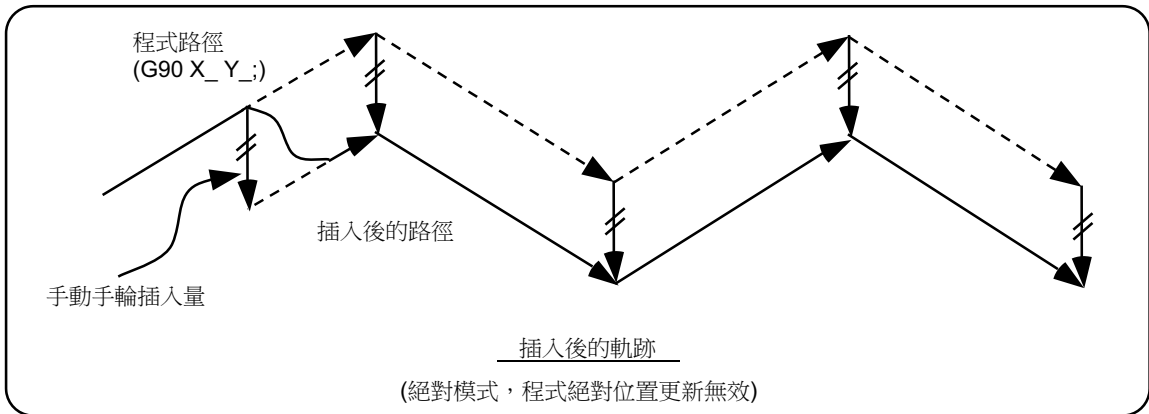 程式路徑
(G90 X_ Y_;)
插入後的路徑
手動手輪插入量
插入後的軌跡
(絕對模式，程式絕對位置更新無效)